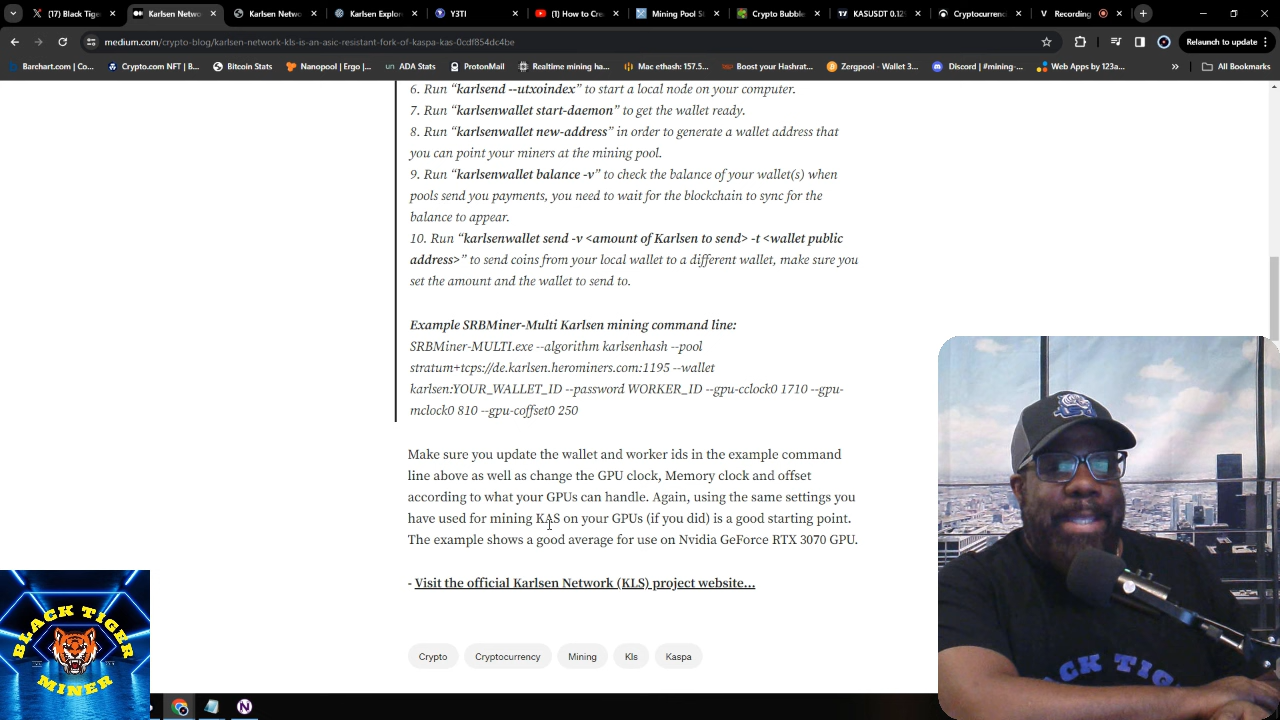 (17) Black Tige
Karlsen Netwo
Karlsen Netwo
Karlsen Explor
Y3TI
(1) How to Cre
Mining Pool St
Crypto Bubble
KASUSDT 0.12
Cryptocurrenc
Recording
medium.com/crypto-blog/karlsen-network-kls-is-an-asic-resistant-fork-of-kaspa-kas-0cdf854dc4be
Relaunch to update
Barchart.com | Co...
Crypto.com NFT | B...
Bitcoin Stats
Nanopool | Ergo |...
ADA Stats
ProtonMail
Realtime mining ha...
Mac ethash: 157.5...
Boost your Hashrat...
Zergpool - Wallet 3...
Discord | #mining-...
Web Apps by 123a...
All Bookmarks
6. Run “karlsend --utxoindex” to start a local node on your computer.
7. Run “karlsenwallet start-daemon” to get the wallet ready.
8. Run “karlsenwallet new-address” in order to generate a wallet address that
you can point your miners at the mining pool.
9. Run “karlsenwallet balance -v” to check the balance of your wallet(s) when
pools send you payments, you need to wait for the blockchain to sync for the
balance to appear.
10. Run “karlsenwallet send -v <amount of Karlsen to send> -t <wallet public
address>” to send coins from your local wallet to a different wallet, make sure you
set the amount and the wallet to send to.
Example SRBMiner-Multi Karlsen mining command line:
SRBMiner-MULTI.exe --algorithm karlsenhash --pool
stratum+tcps://de.karlsen.herominers.com:1195 --wallet
karlsen:YOUR_WALLET_ID --password WORKER_ID --gpu-cclock0 1710 --gpu-
mclock0 810 --gpu-coffset0 250
Make sure you update the wallet and worker ids in the example command
line above as well as change the GPU clock, Memory clock and offset
according to what your GPUs can handle. Again, using the same settings you
have used for mining KAS on your GPUs (if you did) is a good starting point.
The example shows a good average for use on Nvidia GeForce RTX 3070 GPU.
- Visit the official Karlsen Network (KLS) project website...
Crypto
Cryptocurrency
Mining
Kls
Kaspa
BLACK TIGER
MINER
BLACK TIG